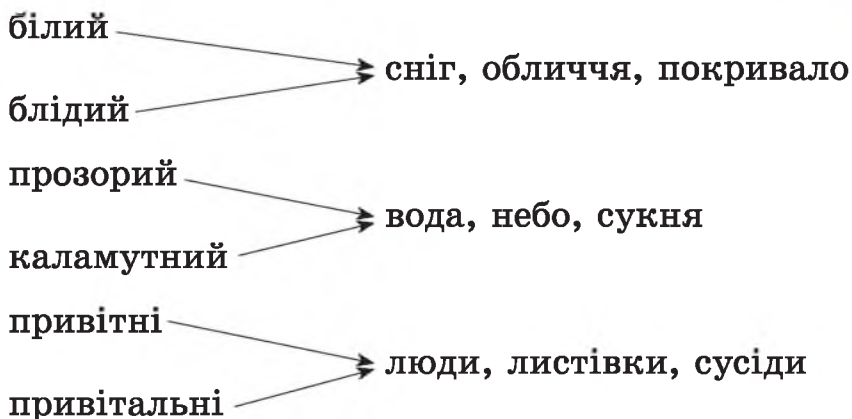 білий
сніг, обличчя, покривало
блідий
прозорий
вода, небо, сукня
каламутний
привітні
люди, листівки, сусіди
привітальні